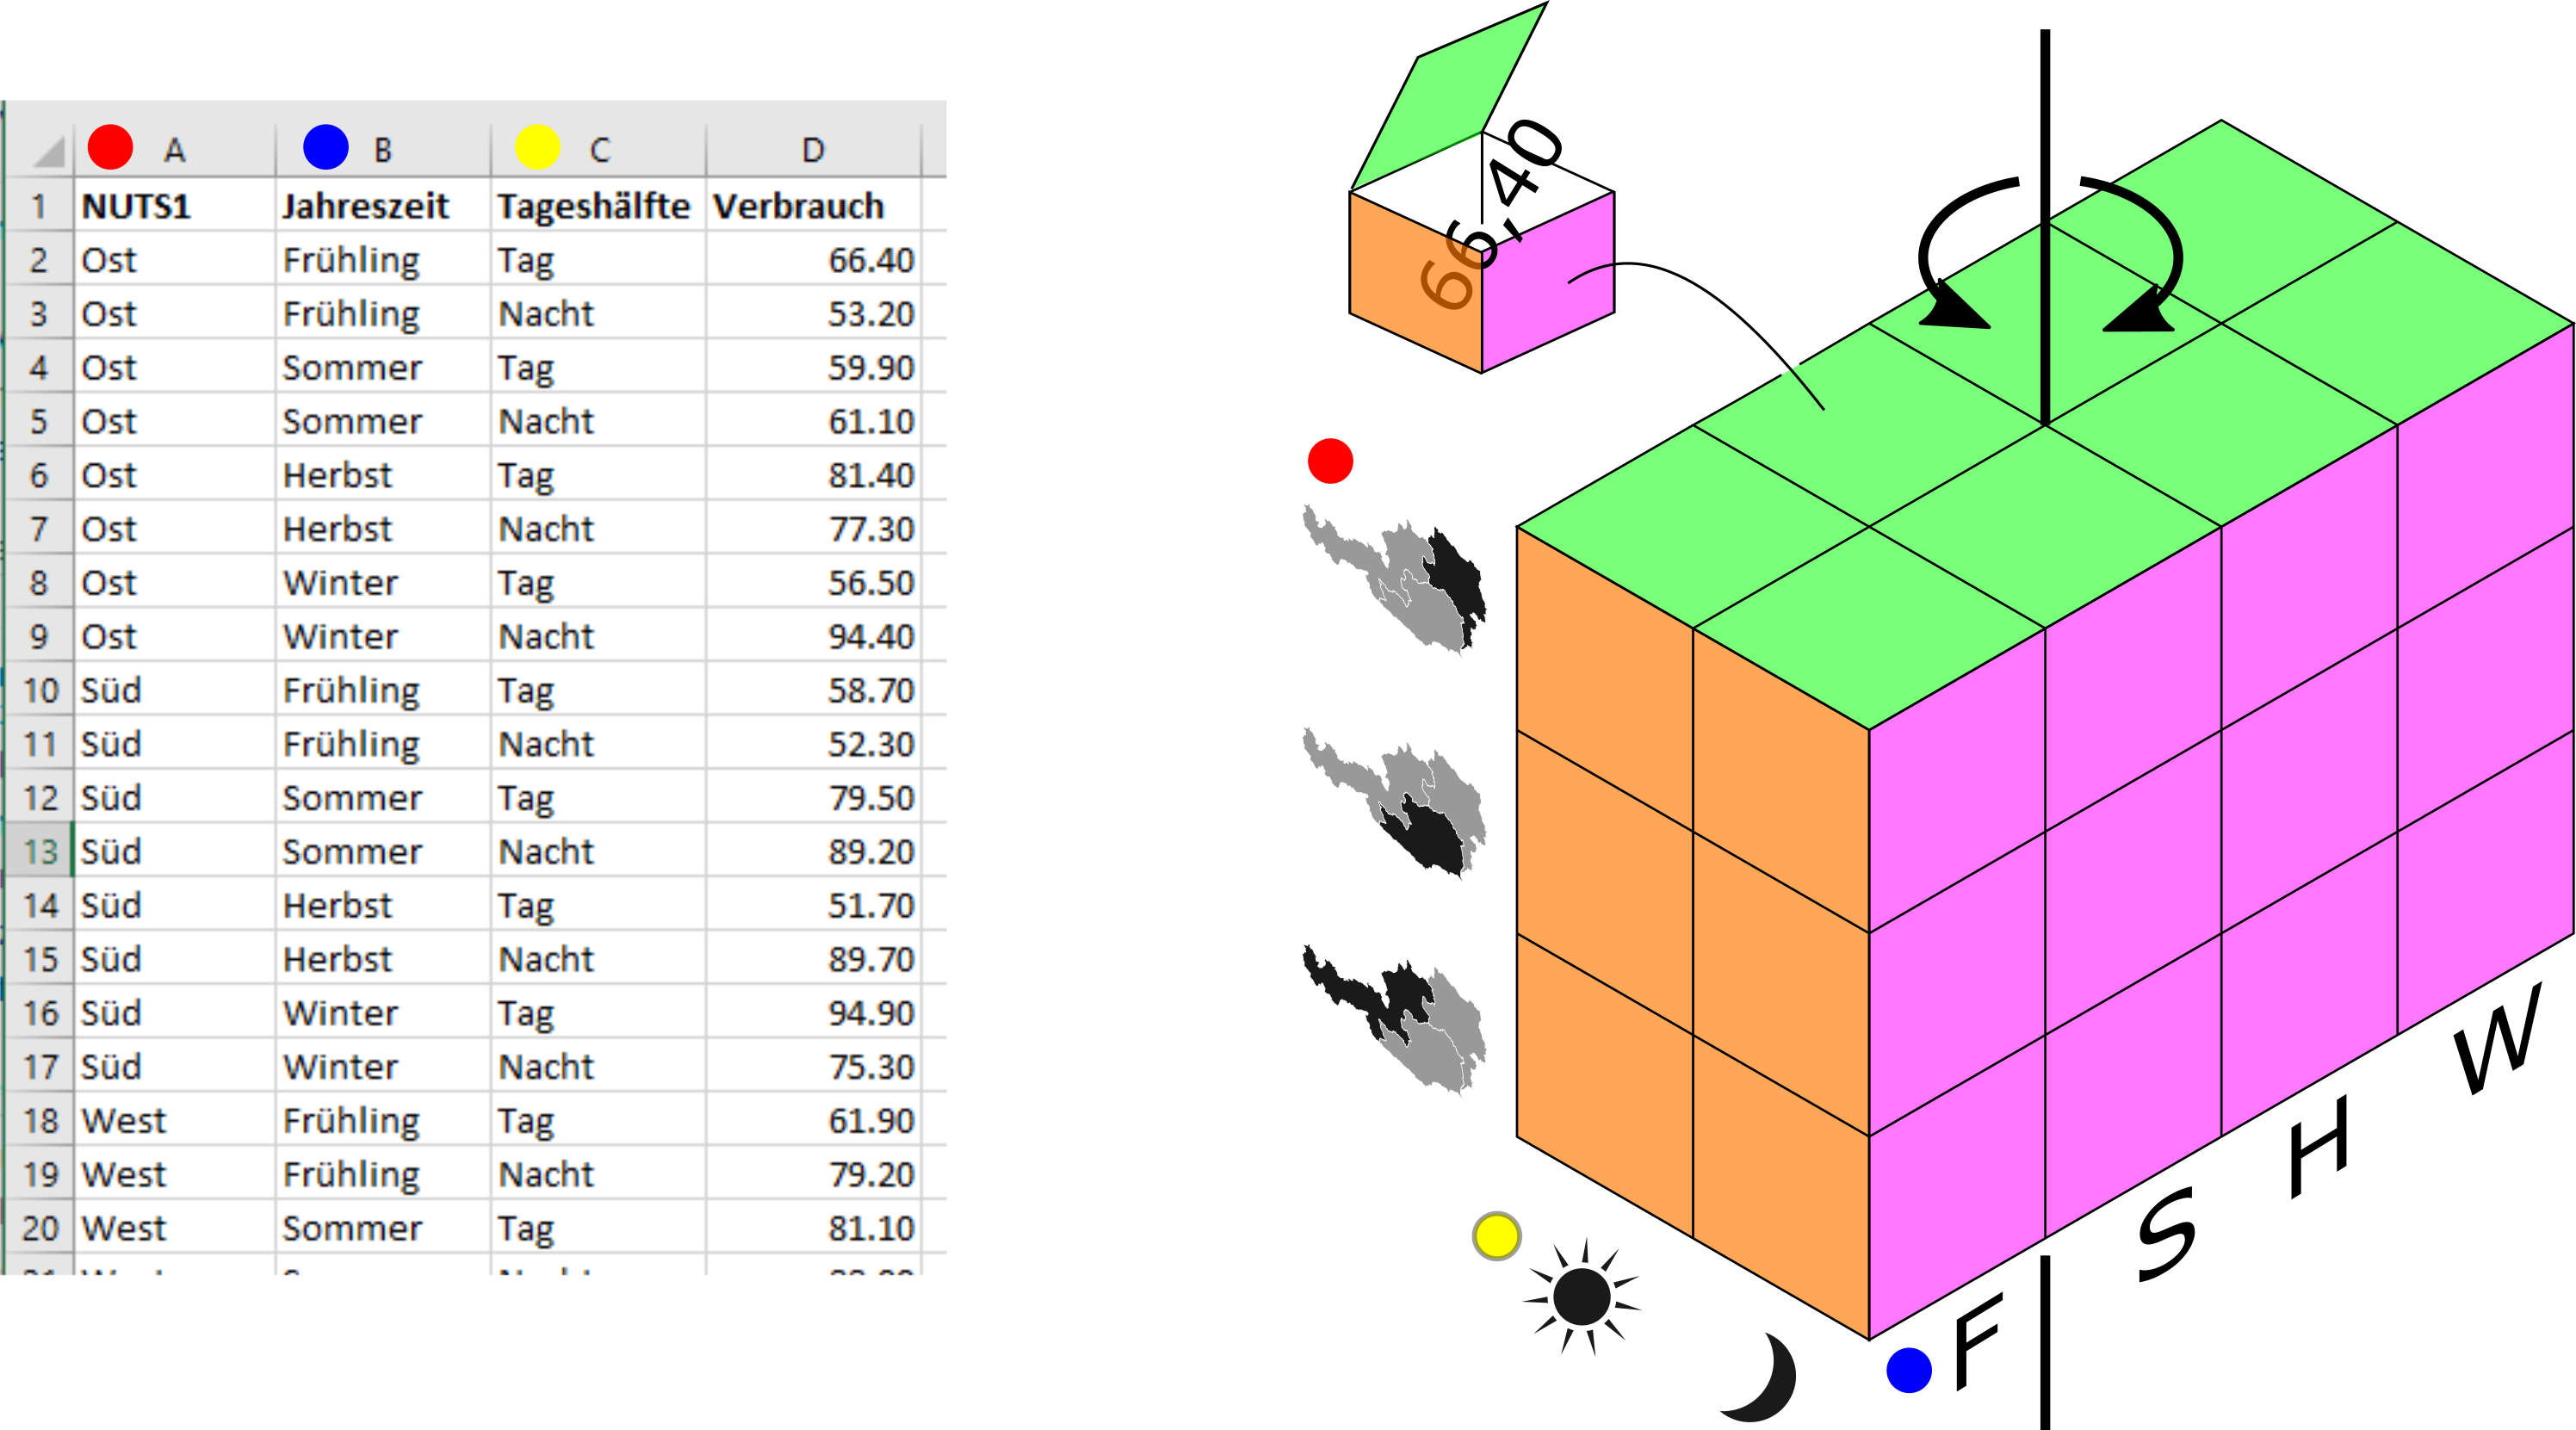 A B C D
1 NUTS1 Jahreszeit Tageshälfte Verbrauch
2 Ost Frühling Tag 66.40
3 Ost Frühling Nacht 53.20
4 Ost Sommer Tag 59.90
5 Ost Sommer Nacht 61.10
6 Ost Herbst Tag 81.40
7 Ost Herbst Nacht 77.30
8 Ost Winter Tag 56.50
9 Ost Winter Nacht 94.40
10 Süd Frühling Tag 58.70
11 Süd Frühling Nacht 52.30
12 Süd Sommer Tag 79.50
13 Süd Sommer Nacht 89.20
14 Süd Herbst Tag 51.70
15 Süd Herbst Nacht 89.70
16 Süd Winter Tag 94.90
17 Süd Winter Nacht 75.30
18 West Frühling Tag 61.90
19 West Frühling Nacht 79.20
20 West Sommer Tag 81.10
66,40
F S H W